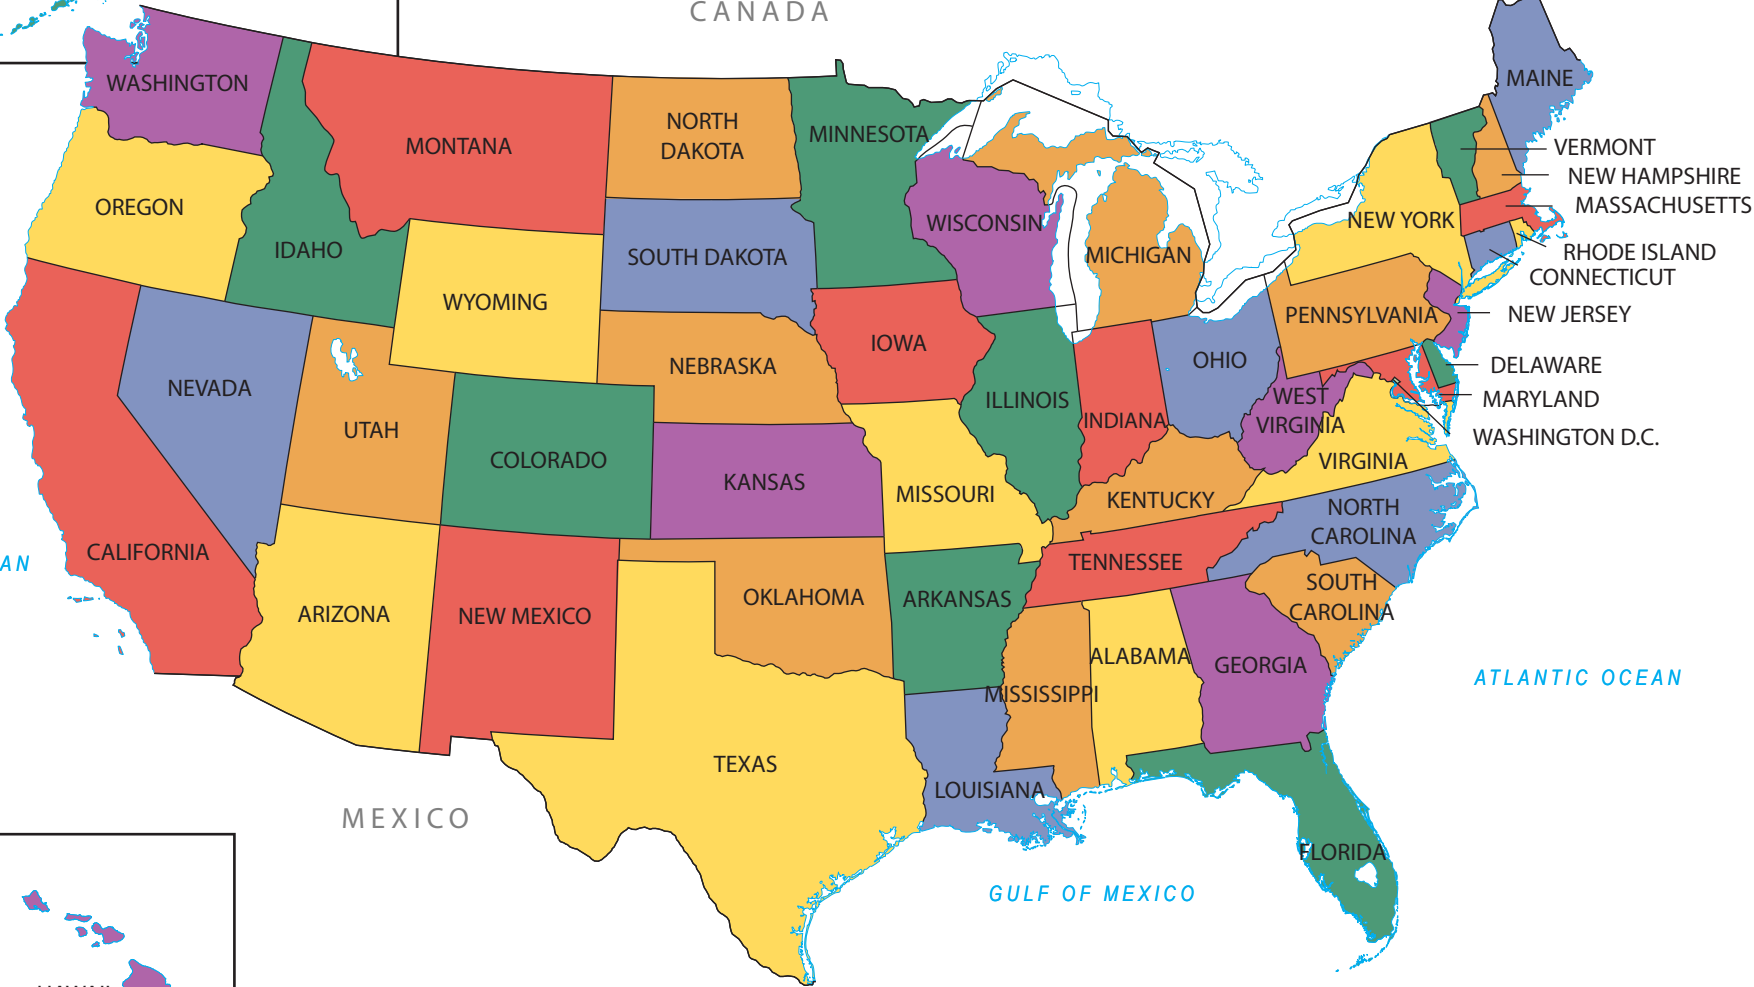 CANADA
WASHINGTON
MONTANA
NORTH
DAKOTA
MINNESOTA
MAINE
VERMONT
NEW HAMPSHIRE
MASSACHUSETTS
OREGON
IDAHO
SOUTH DAKOTA
WISCONSIN
MICHIGAN
NEW YORK
RHODE ISLAND
CONNECTICUT
WYOMING
NEW JERSEY
PENNSYLVANIA
IOWA
NEBRASKA
OHIO
DELAWARE
NEVADA
ILLINOIS
INDIANA
WEST
VIRGINIA
MARYLAND
WASHINGTON D.C.
UTAH
COLORADO
KANSAS
MISSOURI
KENTUCKY
VIRGINIA
NORTH
CAROLINA
CALIFORNIA
AN
TENNESSEE
ARIZONA
NEW MEXICO
OKLAHOMA
ARKANSAS
SOUTH
CAROLINA
ALABAMA
GEORGIA
MISSISSIPPI
ATLANTIC OCEAN
TEXAS
LOUISIANA
MEXICO
FLORIDA
GULF OF MEXICO